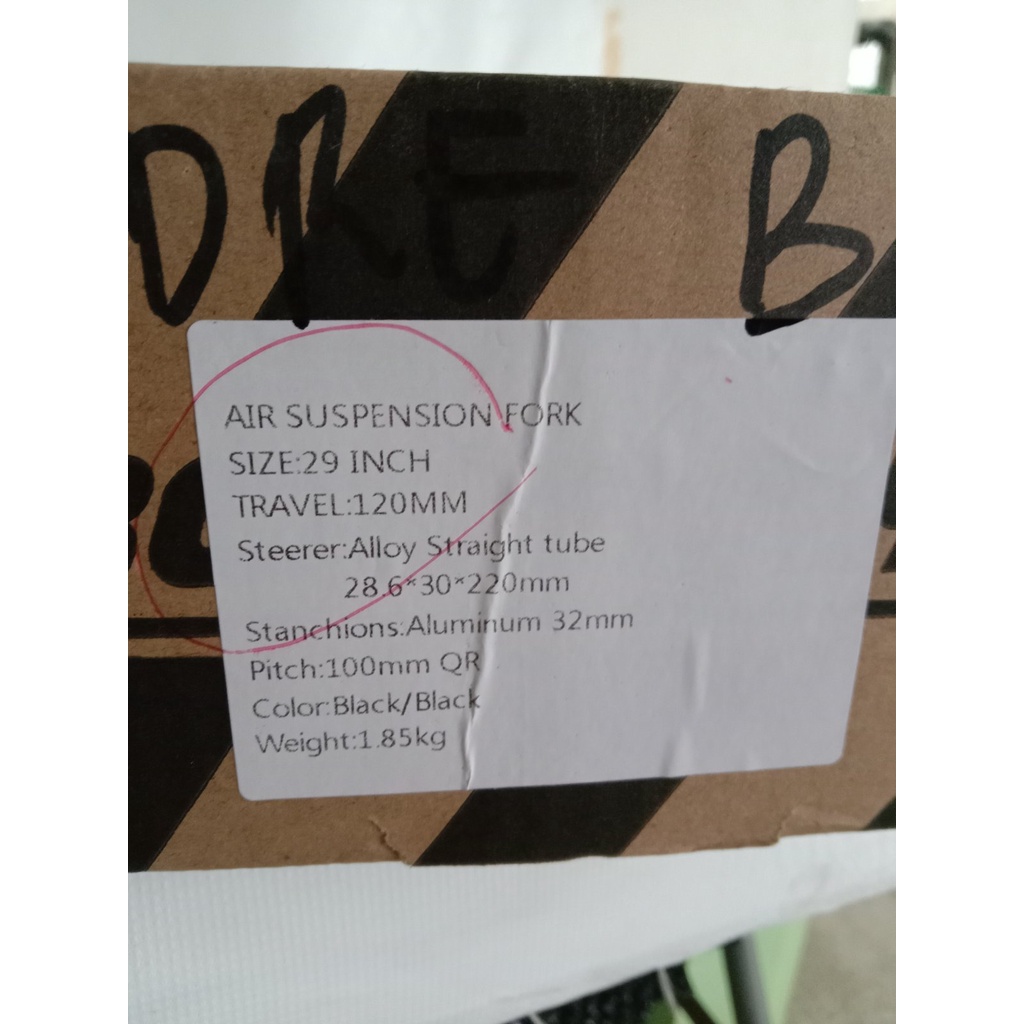 DRE B
AIR SUSPENSION FORK
SIZE:29 INCH
TRAVEL:120MM
Steerer:Alloy Straight tube
28.6*30*220mm
Stanchions:Aluminum 32mm
Pitch:100mm QR
Color:Black/Black
Weight:1.85kg